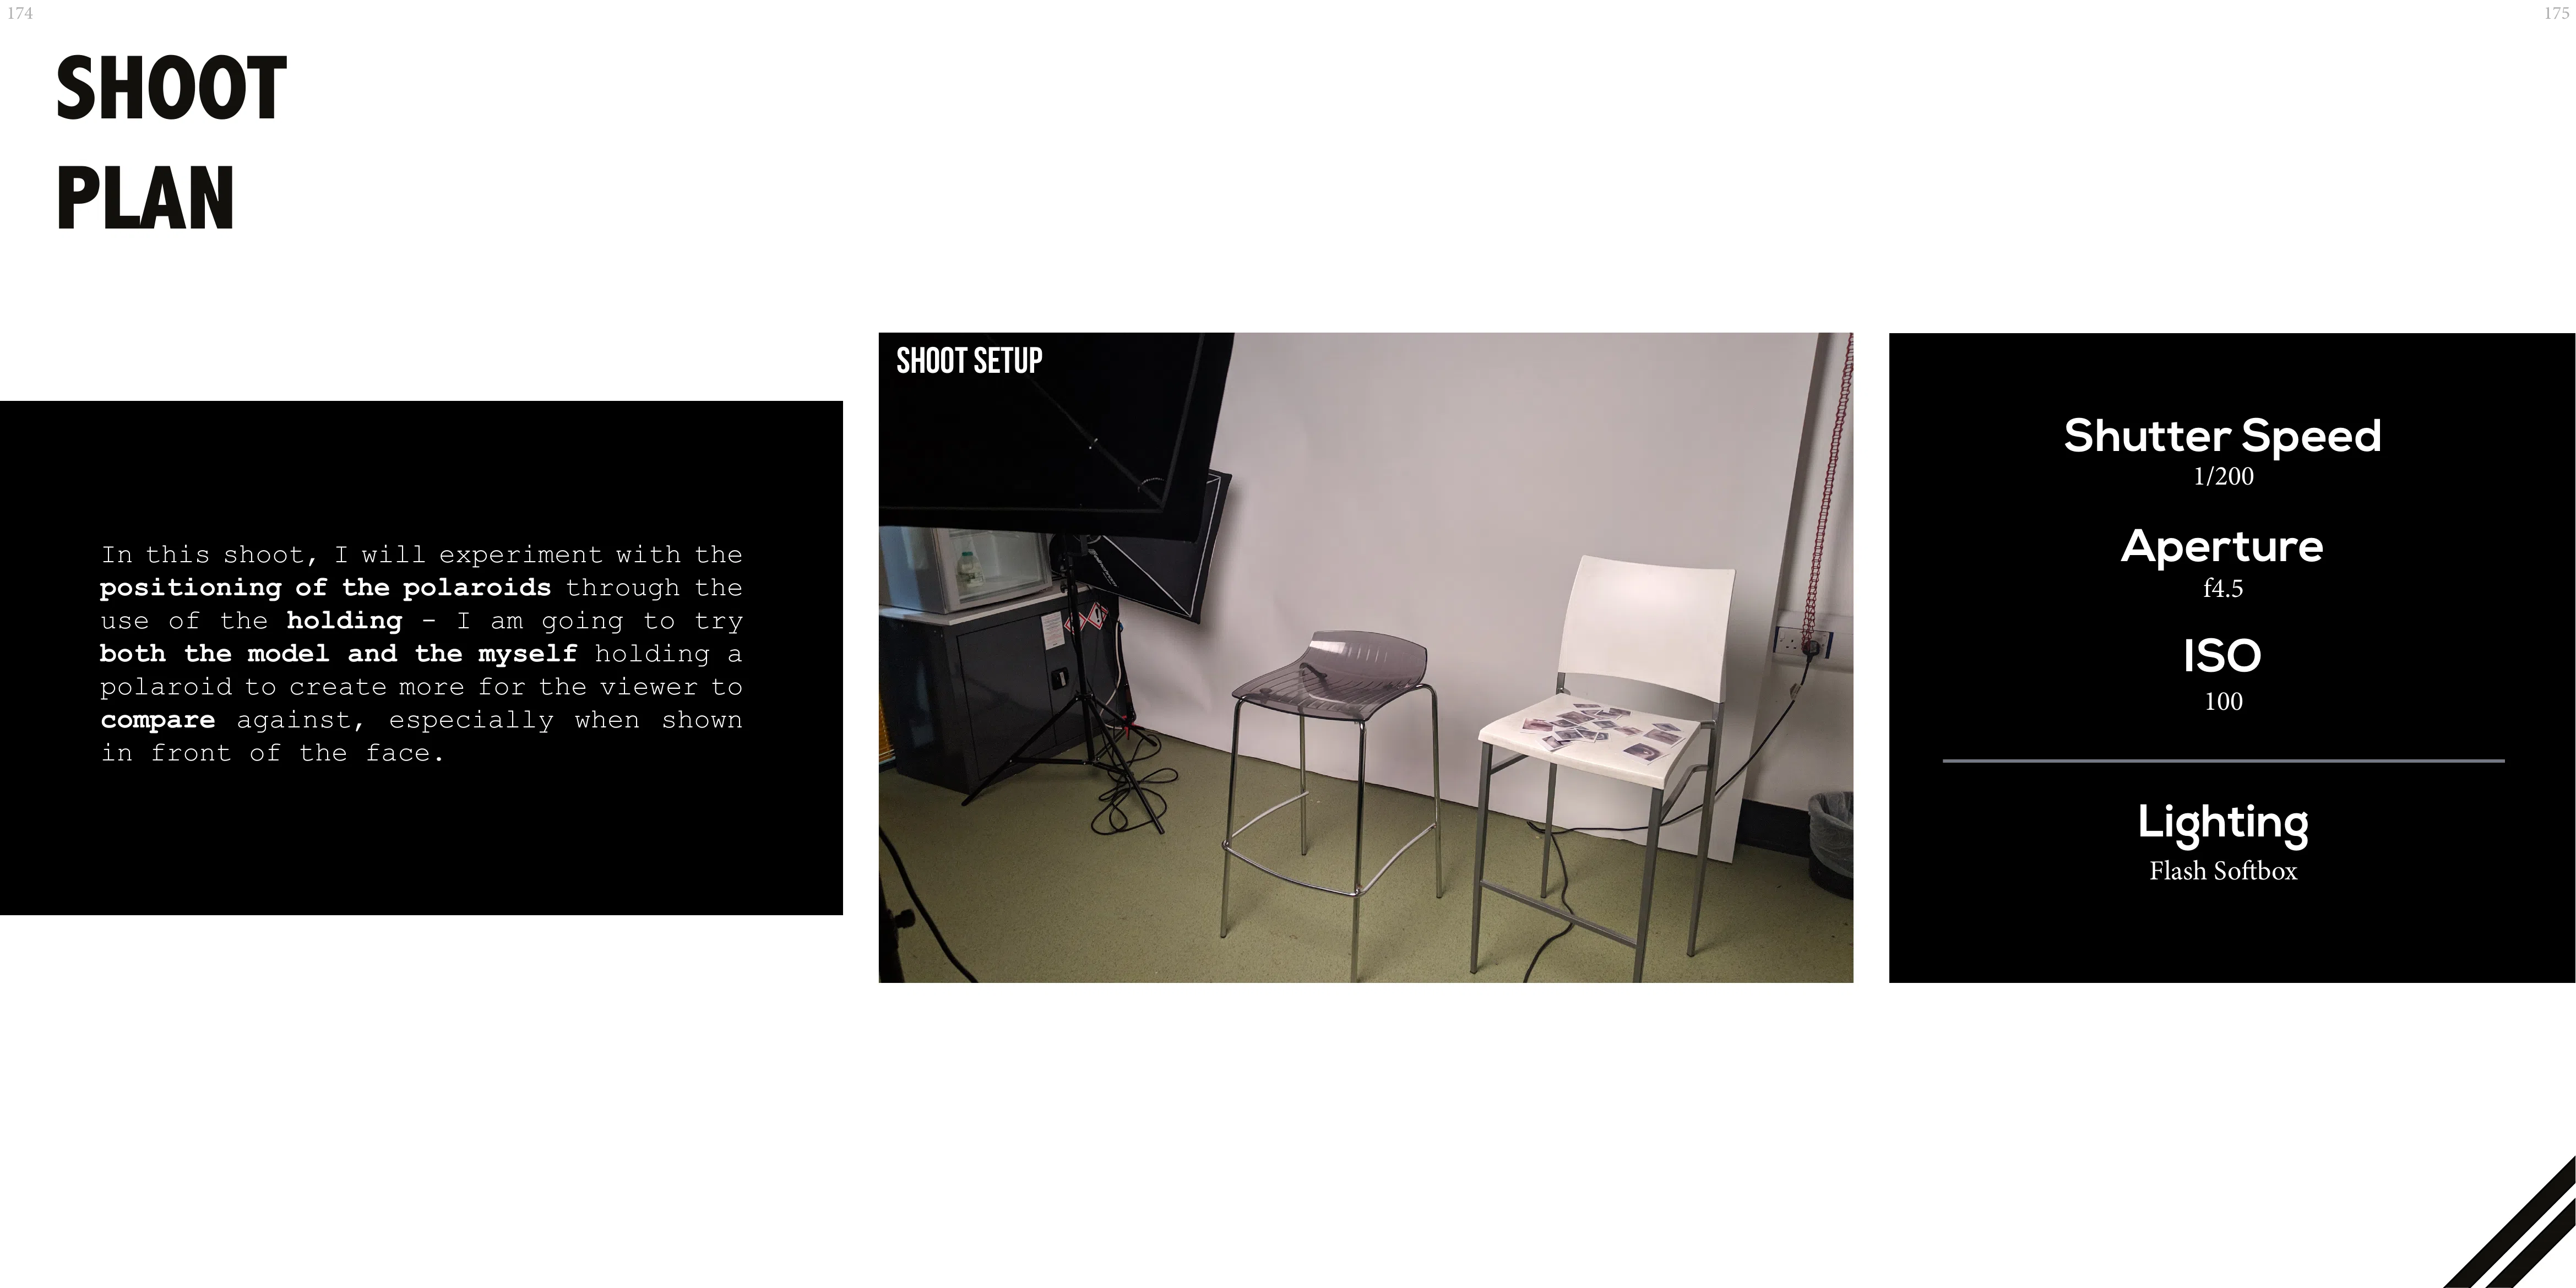 174
175
SHOOT
PLAN
In this shoot, I will experiment with the
positioning of the polaroids through the
use of the holding - I am going to try
both the model and the myself holding a
polaroid to create more for the viewer to
compare against, especially when shown
in front of the face.
SHOOT SETUP
Shutter Speed
1/200
Aperture
f4.5
ISO
100
Lighting
Flash Softbox